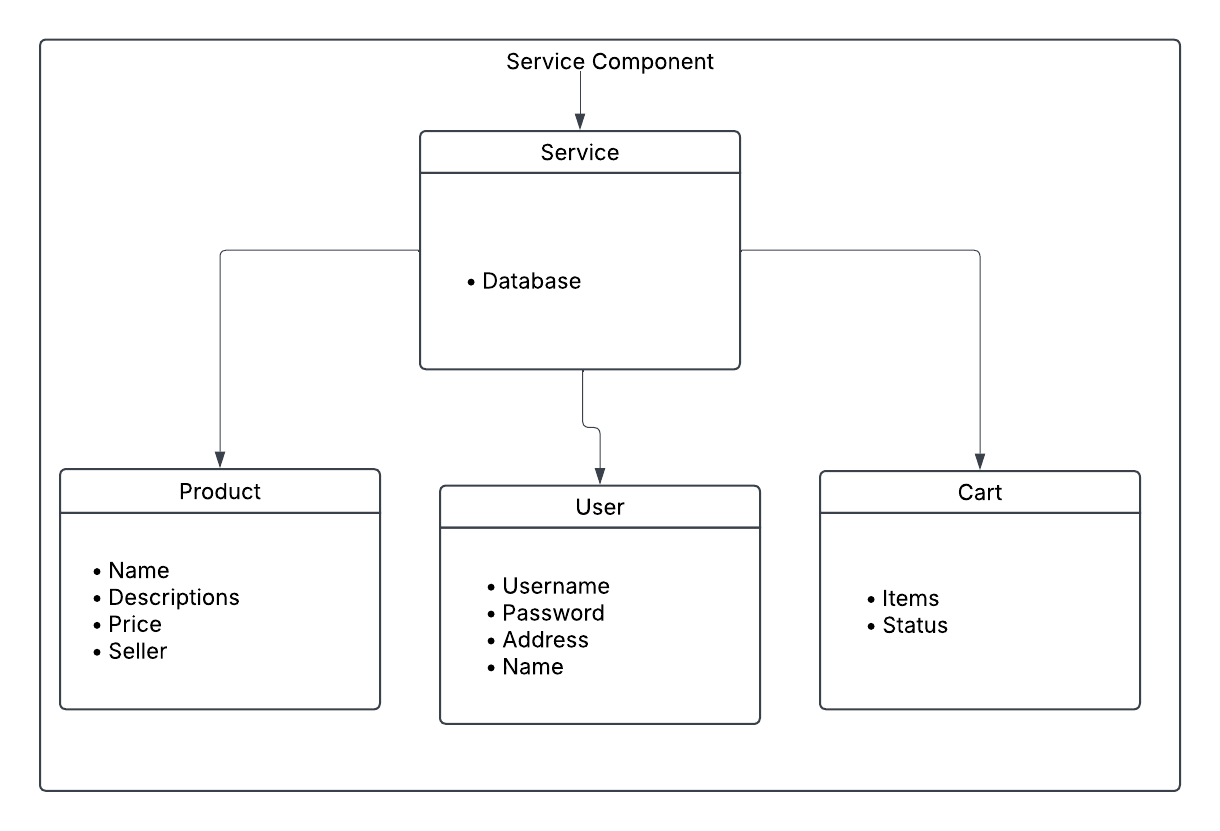 Service Component
Service
• Database
Product
• Name
• Descriptions
• Price
• Seller
User
• Username
• Password
• Address
• Name
Cart
• Items
• Status